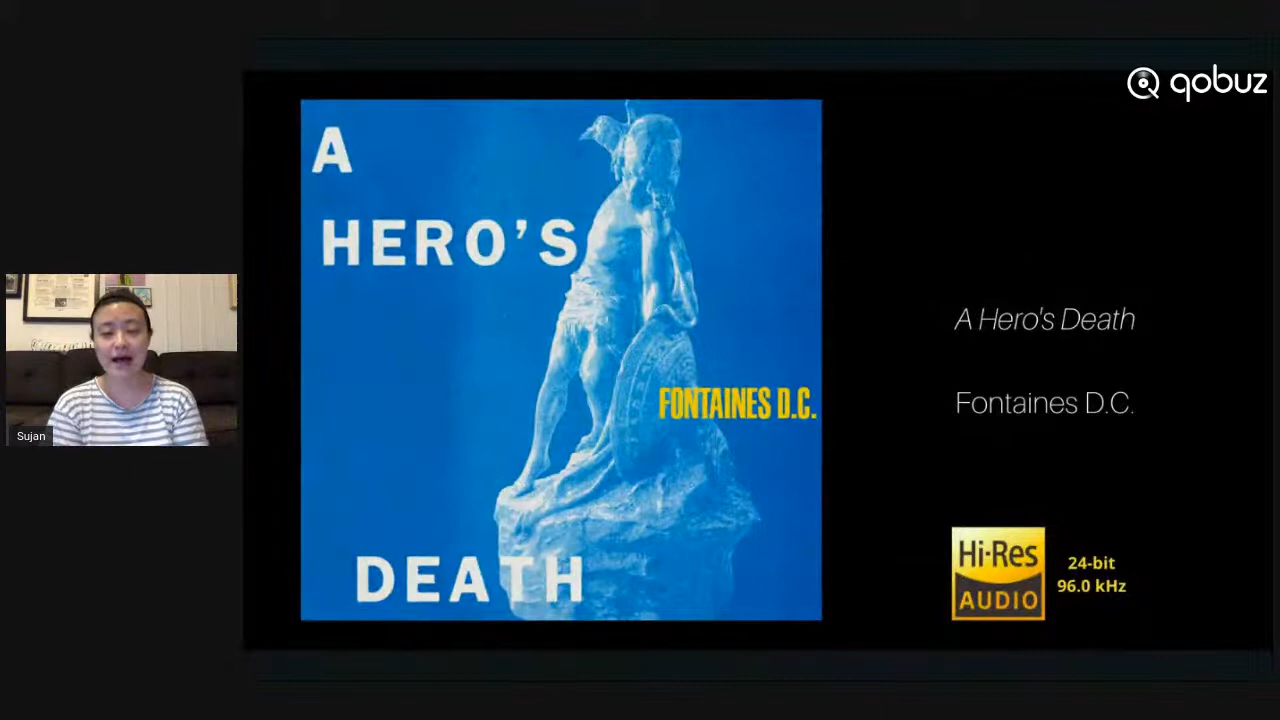 qobuz
A
HERO'S
FONTAINES D.C.
DEATH
A Hero's Death
Fontaines D.C.
Hi-Res
AUDIO
24-bit
96.0 kHz
Sujan